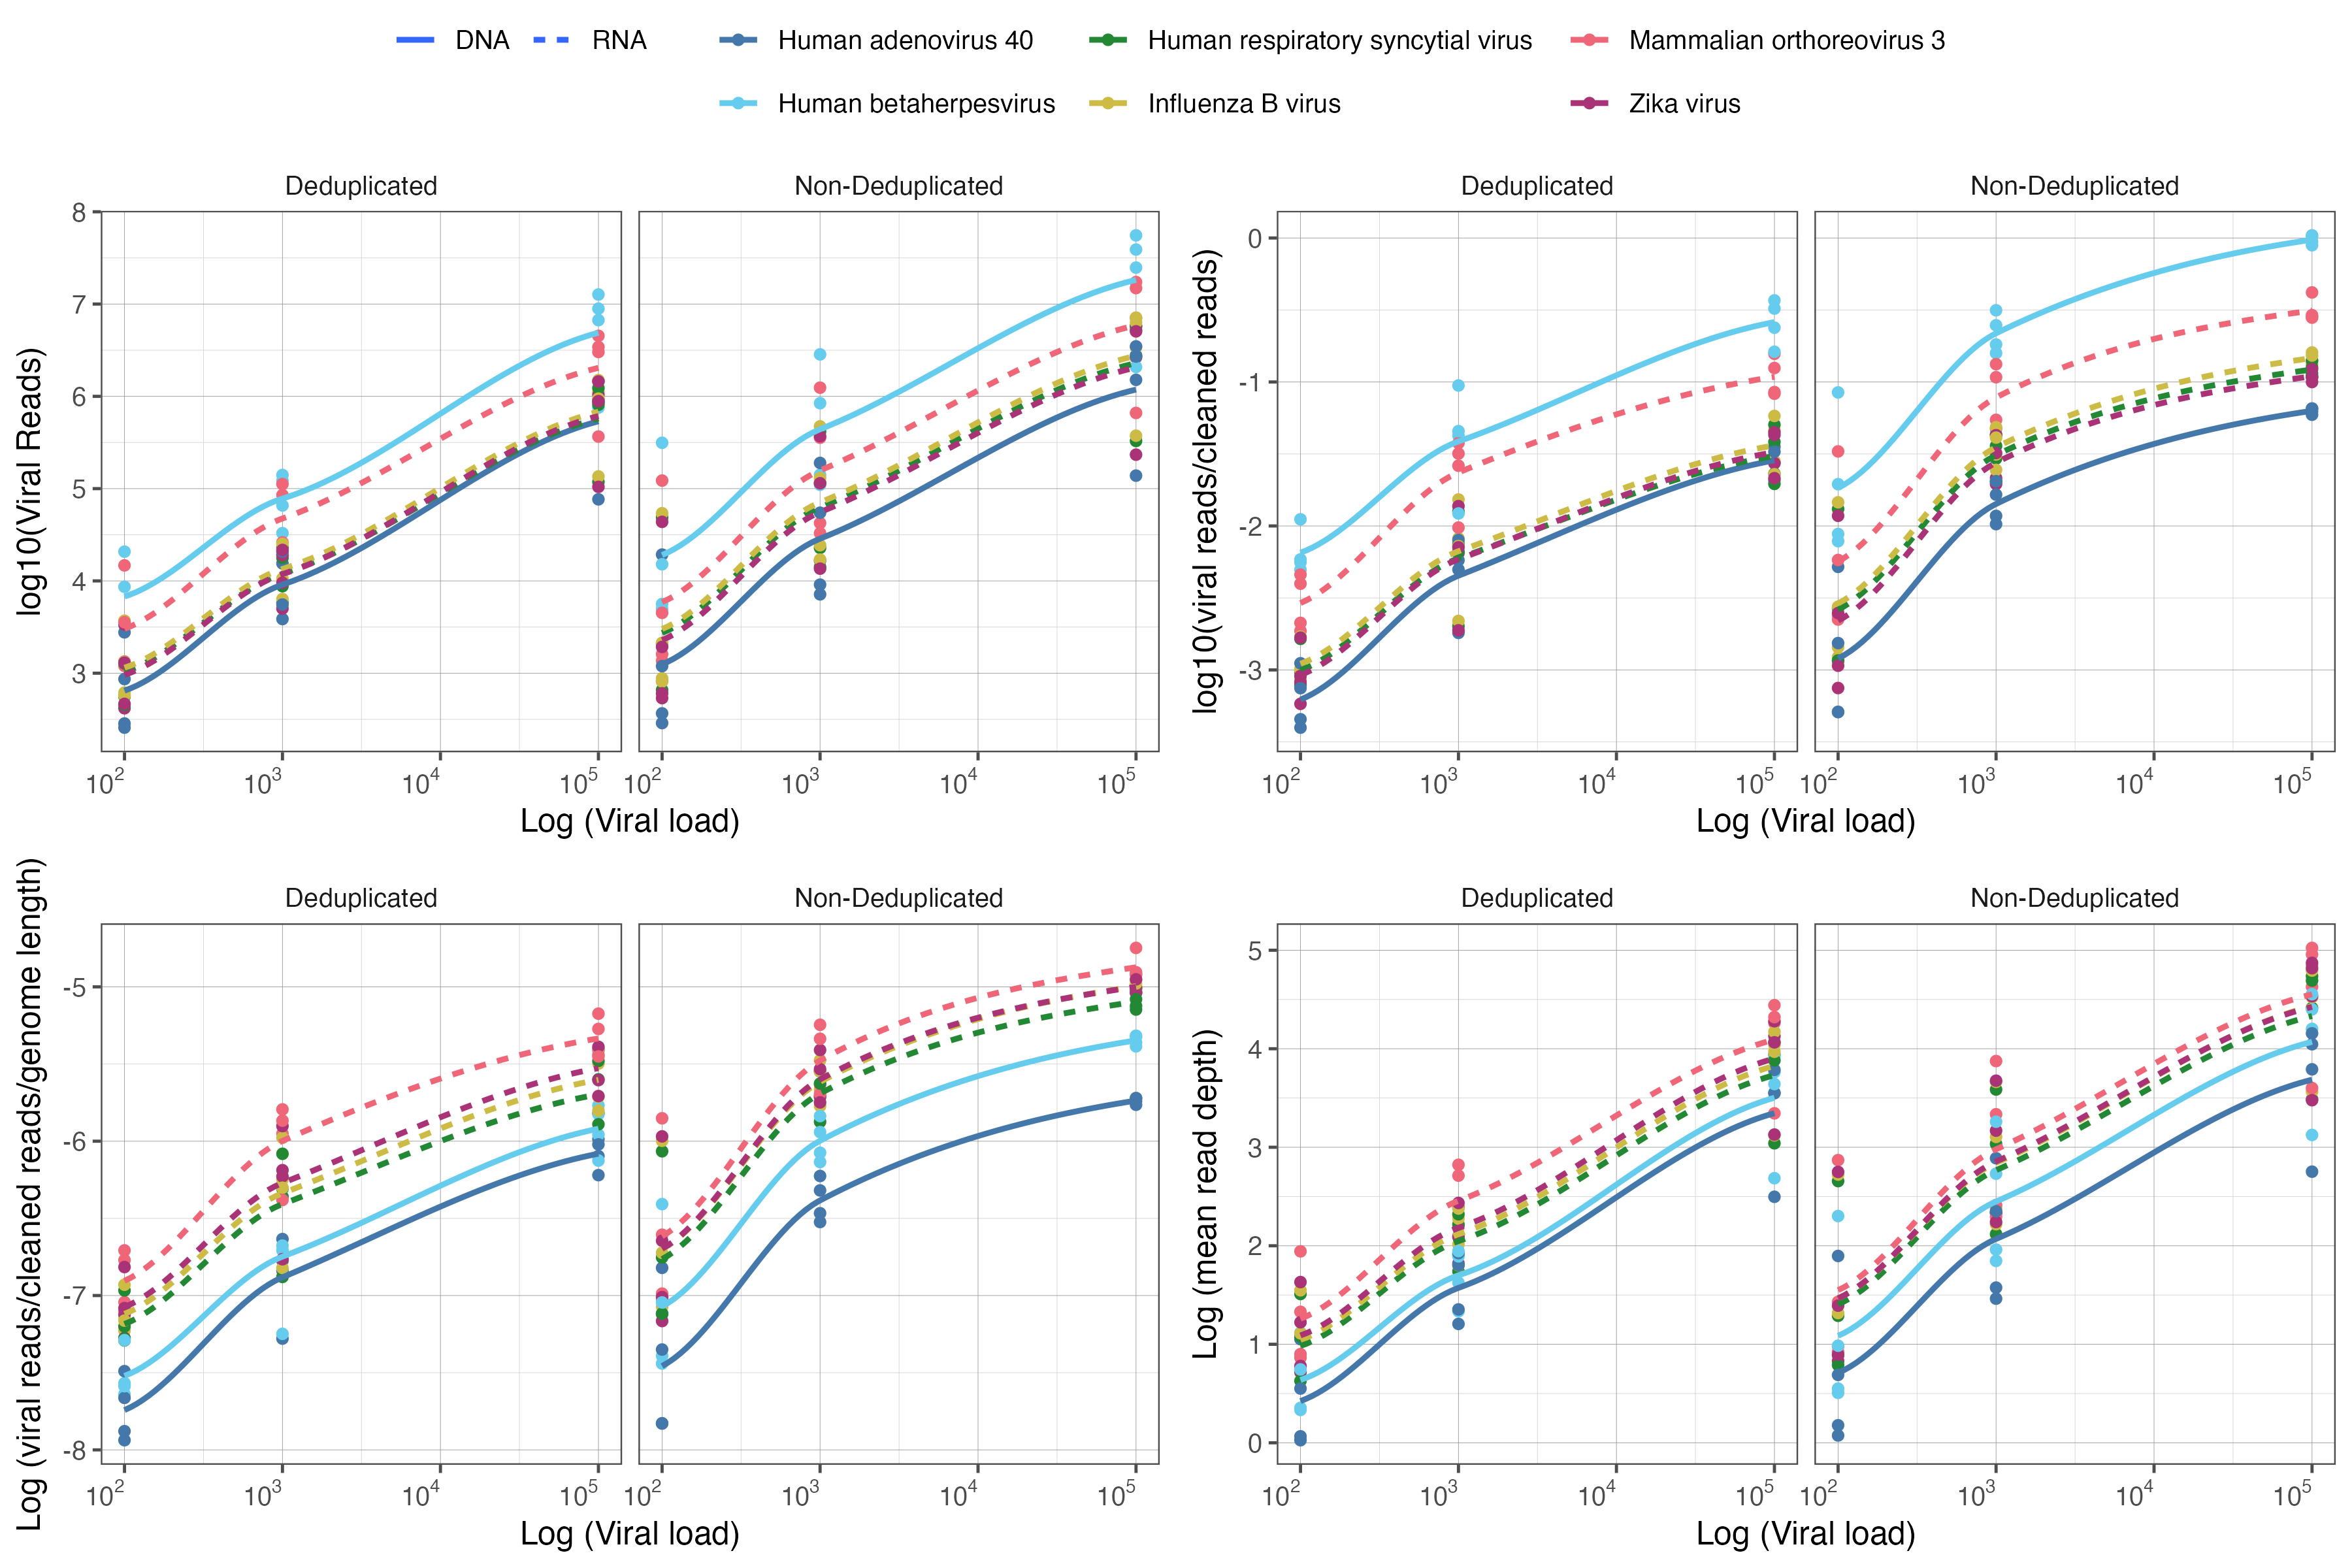 DNA RNA Human adenovirus 40 Human respiratory syncytial virus Mammalian orthoreovirus 3
Human betaherpesvirus Influenza B virus Zika virus
Deduplicated Non-Deduplicated
log10(Viral Reads)
8
7
6
5
4
3
10² 10³ 10⁴ 10⁵ 10² 10³ 10⁴ 10⁵
Log (Viral load)
Deduplicated Non-Deduplicated
log10(viral reads/cleaned reads)
0
-1
-2
-3
10² 10³ 10⁴ 10⁵ 10² 10³ 10⁴ 10⁵
Log (Viral load)
Deduplicated Non-Deduplicated
Log (viral reads/cleaned reads/genome length)
-5
-6
-7
-8
10² 10³ 10⁴ 10⁵ 10² 10³ 10⁴ 10⁵
Log (Viral load)
Deduplicated Non-Deduplicated
Log (mean read depth)
5
4
3
2
1
0
10² 10³ 10⁴ 10⁵ 10² 10³ 10⁴ 10⁵
Log (Viral load)